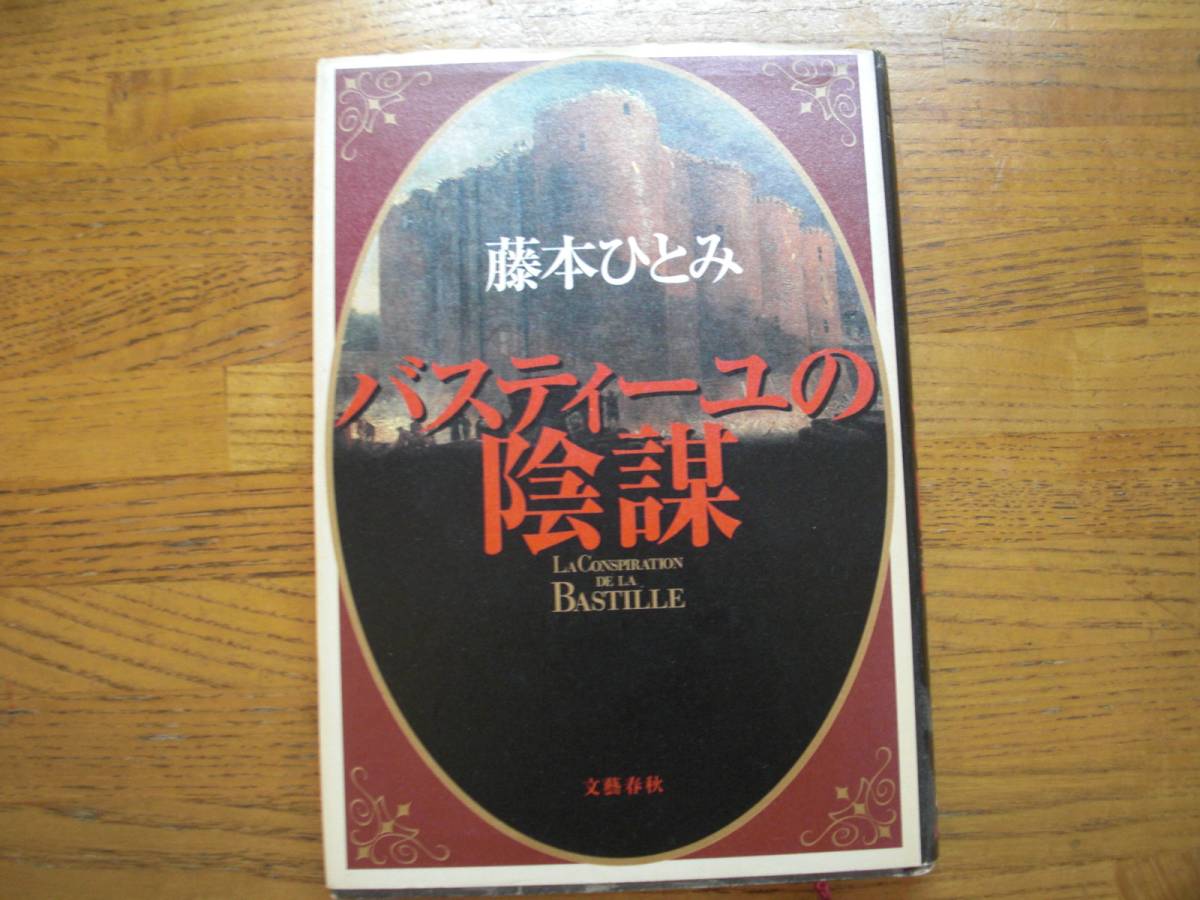 藤本ひとみ
バスティーユの
陰謀
LA CONSPIRATION
DE LA
BASTILLE
文藝春秋